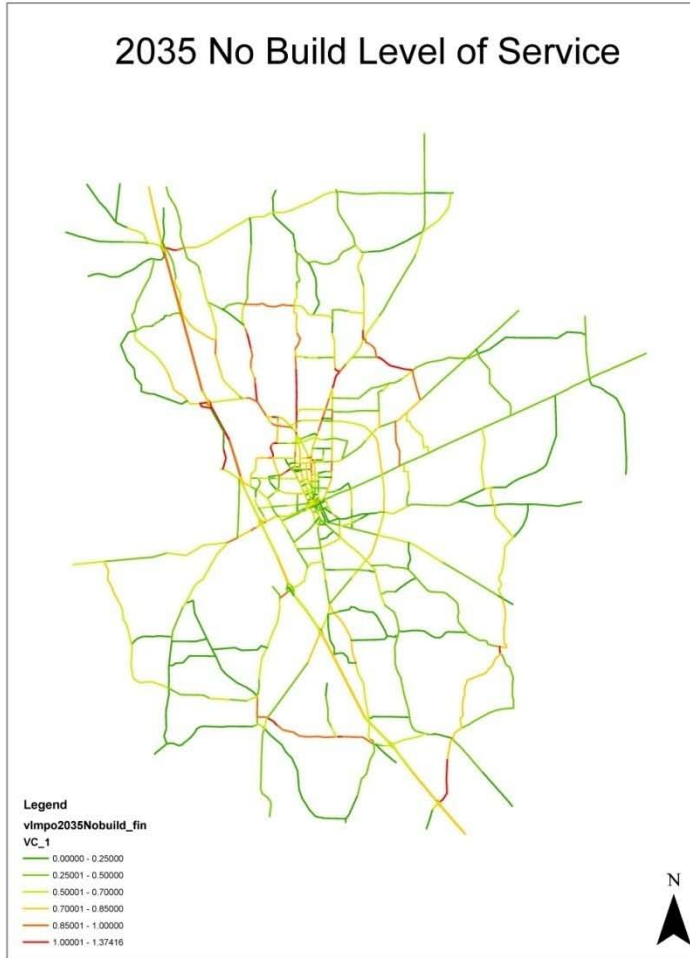 2035 No Build Level of Service
Legend
vlmpo2035Nobuild_fin
VC_1
0.00000 - 0.25000
0.25001 - 0.50000
0.50001 - 0.70000
0.70001 - 0.85000
0.85001 - 1.00000
1.00001 - 1.37416
N